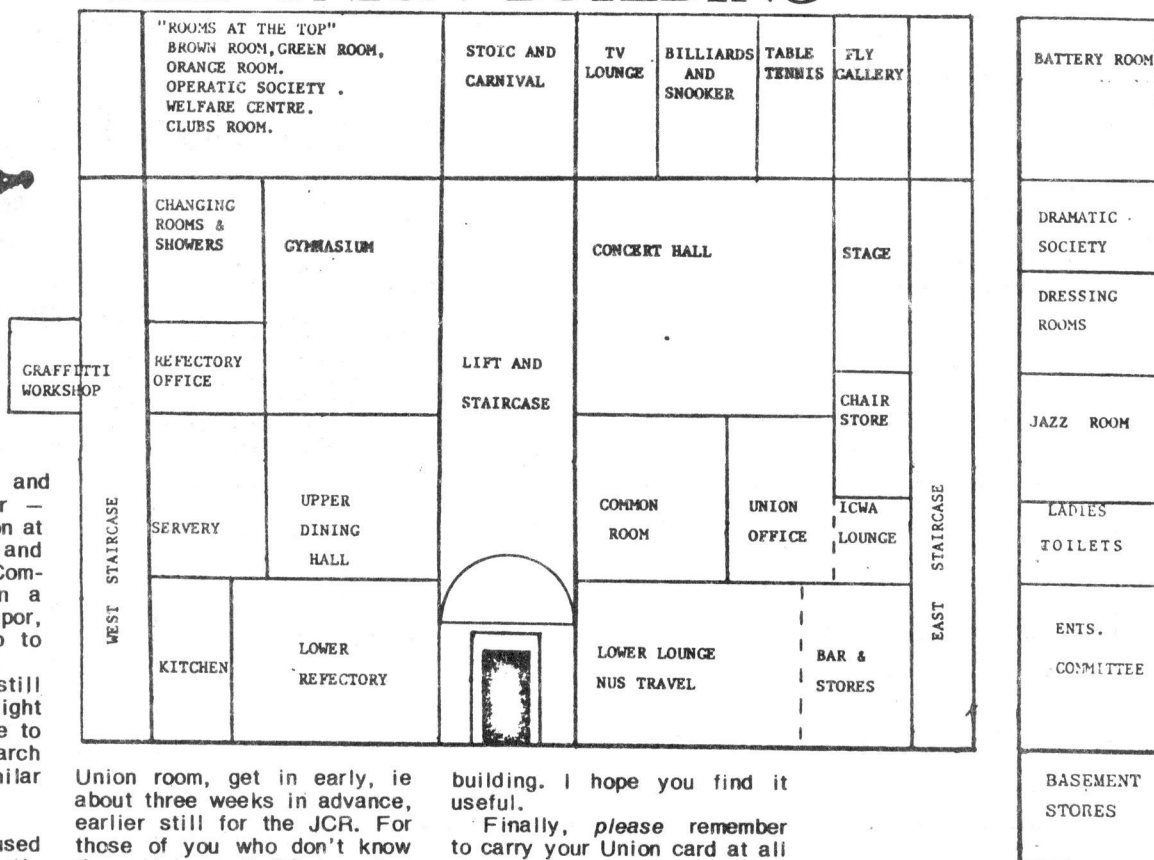 "ROOMS AT THE TOP"
BROWN ROOM, GREEN ROOM,
ORANGE ROOM.
OPERATIC SOCIETY .
WELFARE CENTRE.
CLUBS ROOM.
STOIC AND
CARNIVAL
TV
LOUNGE
BILLIARDS
AND
SNOOKER
TABLE
TENNIS
FLY
GALLERY
BATTERY ROOM
CHANGING
ROOMS &
SHOWERS
GYMNASIUM
CONCERT HALL
STAGE
DRAMATIC
SOCIETY
DRESSING
ROOMS
GRAFFITTI
WORKSHOP
REFECTORY
OFFICE
LIFT AND
STAIRCASE
CHAIR
STORE
JAZZ ROOM
WEST STAIRCASE
SERVERY
UPPER
DINING
HALL
COMMON
ROOM
UNION
OFFICE
ICWA
LOUNGE
EAST STAIRCASE
LADIES
TOILETS
KITCHEN
LOWER
REFECTORY
LOWER LOUNGE
NUS TRAVEL
BAR &
STORES
ENTS.
COMMITTEE
BASEMENT
STORES
and
r —
on at
and
Com-
n a
por,
o to
still
ight
e to
arch
nilar
used
Union room, get in early, ie
about three weeks in advance,
earlier still for the JCR. For
those of you who don't know
building. I hope you find it
useful.
Finally, please remember
to carry your Union card at all